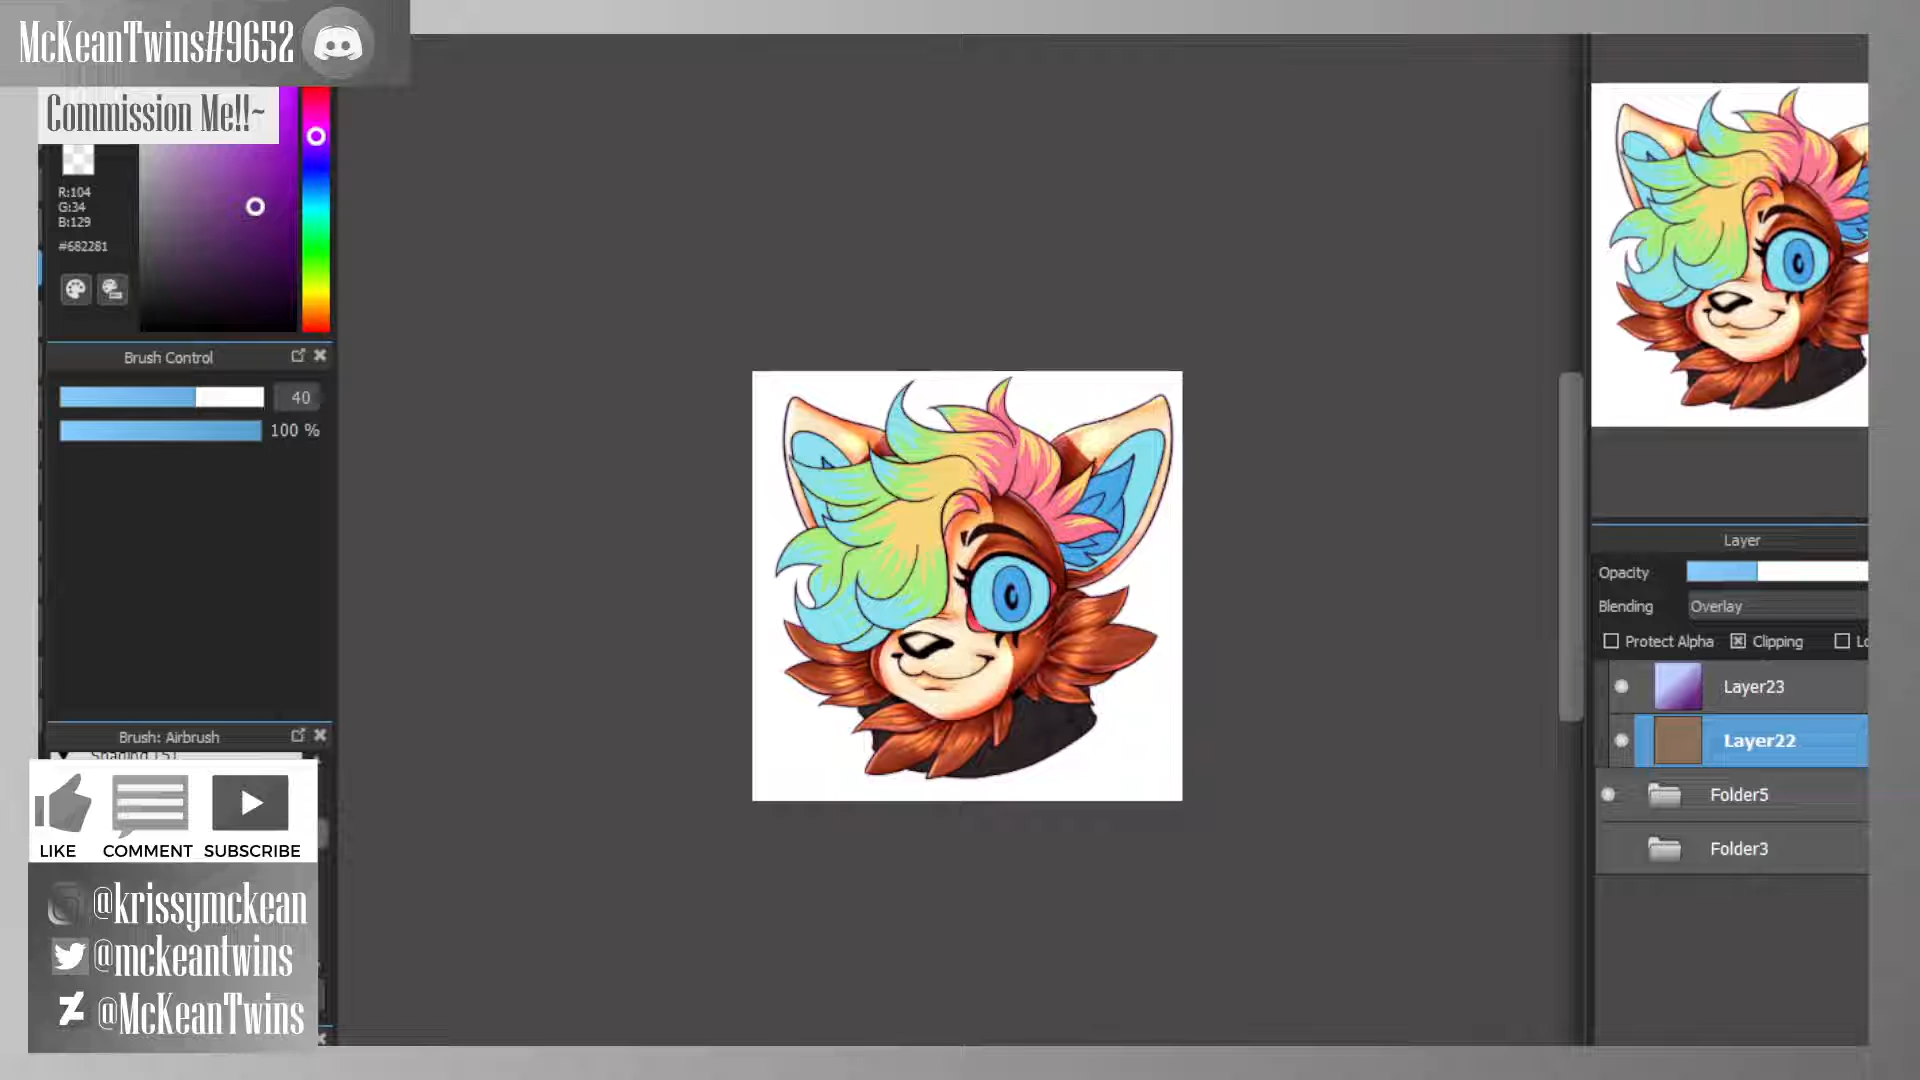 McKeanTwins#9652
Commission Me!!~
R:104
G:34
B:129
#682281
Brush Control
40
100 %
Brush: Airbrush
LIKE
COMMENT
SUBSCRIBE
@krissymckean
@mckeantwins
@McKeanTwins
Layer
Opacity
Blending
Overlay
Protect Alpha
Clipping
Layer23
Layer22
Folder5
Folder3